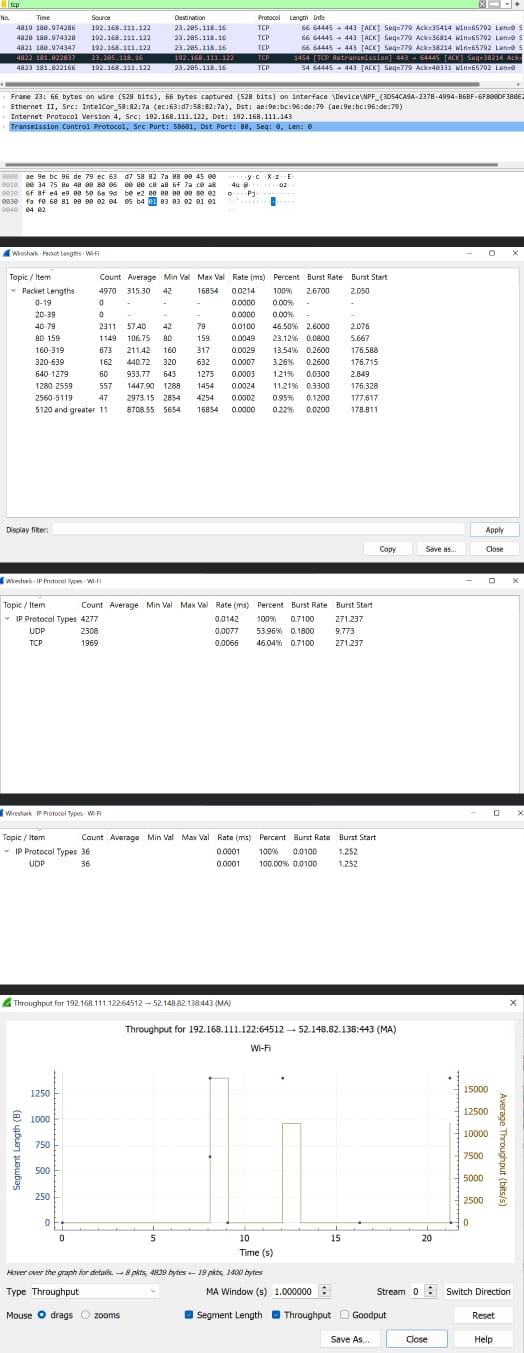 tcp
No. Time Source Destination Protocol Length Info
4819 180.974286 192.168.111.122 23.205.118.16 TCP 66 64445 → 443 [ACK] Seq=779 Ack=35414 Win=65792 Len=0 S
4820 180.974320 192.168.111.122 23.205.118.16 TCP 66 64445 → 443 [ACK] Seq=779 Ack=36814 Win=65792 Len=0 S
4821 180.974347 192.168.111.122 23.205.118.16 TCP 66 64445 → 443 [ACK] Seq=779 Ack=38214 Win=65792 Len=0 S
4822 181.022037 23.205.118.16 192.168.111.122 TCP 1454 [TCP Retransmission] 443 → 64445 [ACK] Seq=38214 Ack=
4823 181.022166 192.168.111.122 23.205.118.16 TCP 54 64445 → 443 [ACK] Seq=779 Ack=40331 Win=65792 Len=0
Frame 23: 66 bytes on wire (528 bits), 66 bytes captured (528 bits) on interface
Ethernet II, Src: IntelCor_58:82:7a (ec:63:d7:58:82:7a), Dst: ae:9e:bc:96:de:79 (ae:9e:bc:96:de:79)
Internet Protocol Version 4, Src: 192.168.111.122, Dst: 192.168.111.143
Transmission Control Protocol, Src Port: 58601, Dst Port: 80, Seq: 0, Len: 0
0000 ae 9e bc 96 de 79 ec 63 d7 58 82 7a 08 00 45 00
0010 00 34 75 8e 40 00 80 06 00 00 c0 a8 6f 7a c0 a8
0020 6f 8f e4 e9 00 50 6a 9d b0 e2 00 00 00 00 80 02
0030 fa f0 60 81 00 00 02 04 05 b4 01 03 03 02 01 01
0040 04 02
Wireshark · Packet Lengths · Wi-Fi
Topic / Item Count Average Min Val Max Val Rate (ms) Percent Burst Rate Burst Start
Packet Lengths 4970 315.30 42 16854 0.0214 100% 2.6700 2.050
0-19 0 - - - 0.0000 0.00% - -
20-39 0 - - - 0.0000 0.00% - -
40-79 2311 57.40 42 79 0.0100 46.50% 2.6000 2.076
80-159 1149 106.75 80 159 0.0049 23.12% 0.0800 5.667
160-319 673 211.42 160 317 0.0029 13.54% 0.2600 176.588
320-639 162 440.72 320 632 0.0007 3.26% 0.2600 176.715
640-1279 60 933.77 643 1275 0.0003 1.21% 0.0300 2.849
1280-2559 557 1447.90 1288 1454 0.0024 11.21% 0.3300 176.328
2560-5119 47 2973.15 2854 4254 0.0002 0.95% 0.1200 177.617
5120 and greater 11 8708.55 5654 16854 0.0000 0.22% 0.0200 178.811
Display filter:
Apply
Copy Save as... Close
Wireshark · IP Protocol Types · Wi-Fi
Topic / Item Count Average Min Val Max Val Rate (ms) Percent Burst Rate Burst Start
IP Protocol Types 4277 0.0142 100% 0.7100 271.237
UDP 2308 0.0077 53.96% 0.1800 9.773
TCP 1969 0.0066 46.04% 0.7100 271.237
Wireshark · IP Protocol Types · Wi-Fi
Topic / Item Count Average Min Val Max Val Rate (ms) Percent Burst Rate Burst Start
IP Protocol Types 36 0.0001 100% 0.0100 1.252
UDP 36 0.0001 100.00% 0.0100 1.252
Throughput for 192.168.111.122:64512 → 52.148.82.138:443 (MA)
Throughput for 192.168.111.122:64512 → 52.148.82.138:443 (MA)
Wi-Fi
Segment Length (B)
1250
1000
750
500
250
0
15000
12500
10000
7500
5000
2500
0
Average Throughput (bits/s)
0 5 10 15 20
Time (s)
Hover over the graph for details. → 8 pkts, 4829 bytes ← 19 pkts, 1400 bytes
Type Throughput MA Window (s) 1.000000 Stream 0 Switch Direction
Mouse drags zooms Segment Length Throughput Goodput Reset
Save As... Close Help